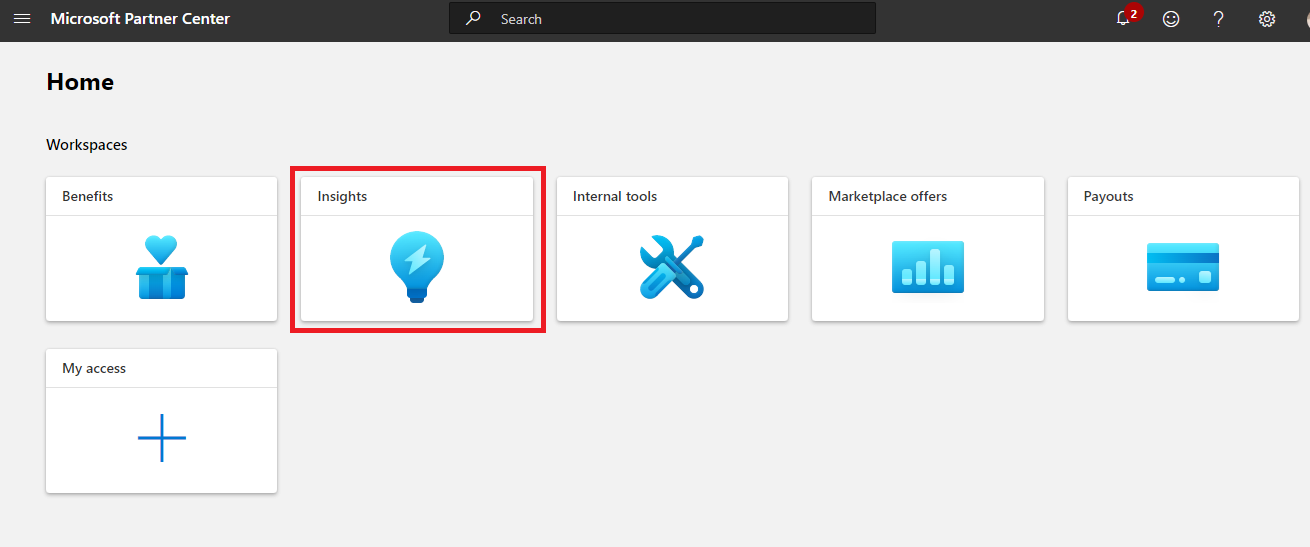 Microsoft Partner Center
Search
2
Home
Workspaces
Benefits
Insights
Internal tools
Marketplace offers
Payouts
My access